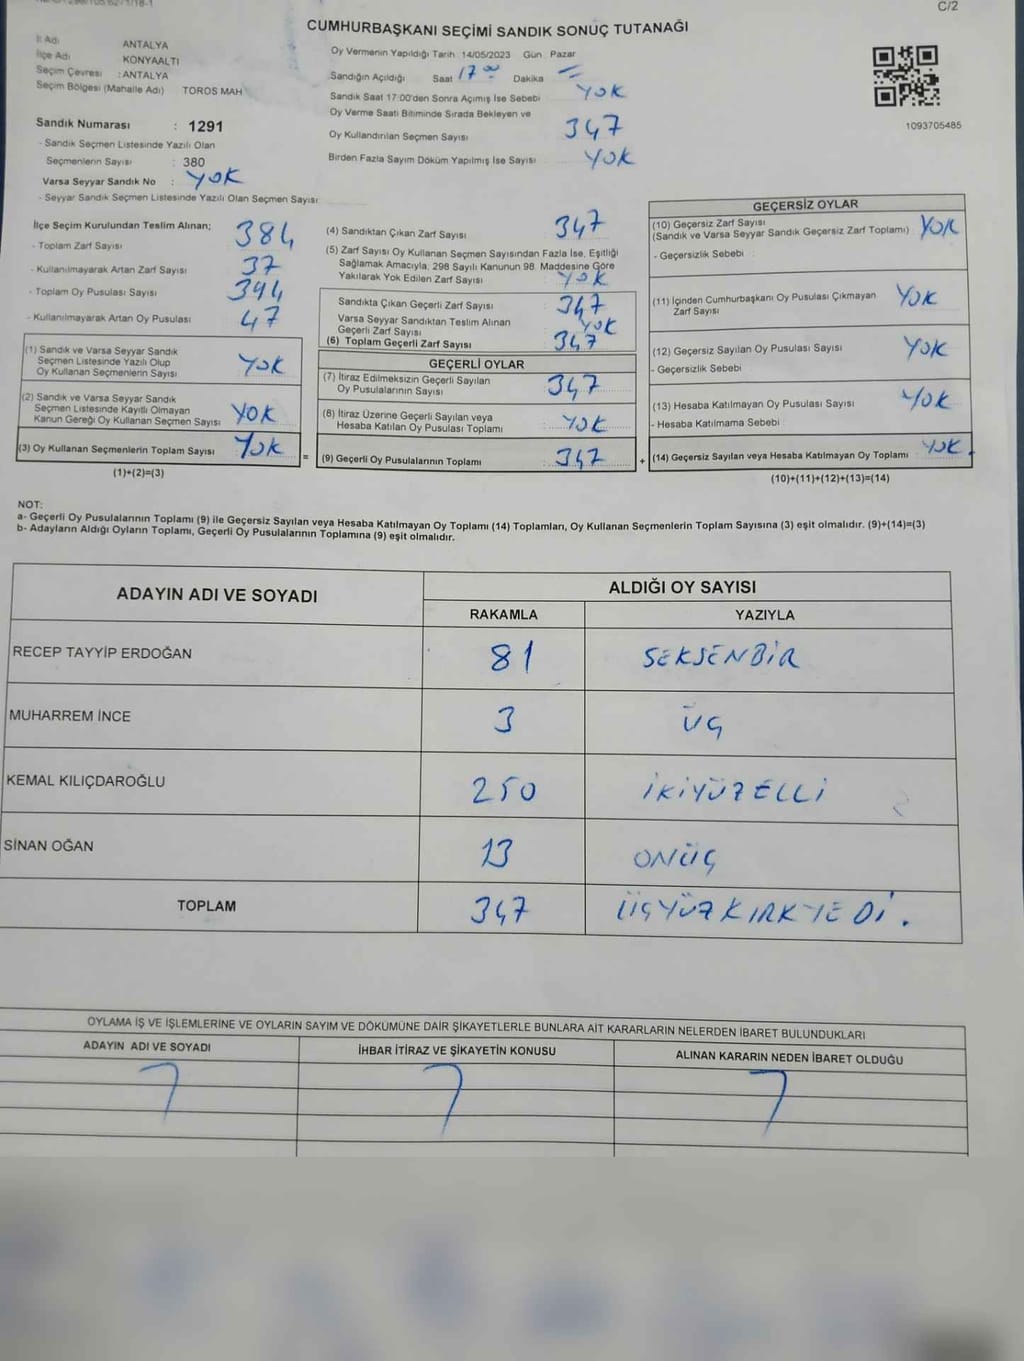 C/2
CUMHURBAŞKANI SEÇİMİ SANDIK SONUÇ TUTANAĞI
İl Adı ANTALYA
İlçe Adı KONYAALTI
Seçim Çevresi : ANTALYA
Seçim Bölgesi (Mahalle Adı) TOROS MAH
Sandık Numarası : 1291
- Sandık Seçmen Listesinde Yazılı Olan
Seçmenlerin Sayısı : 380
Varsa Seyyar Sandık No : YOK
- Seyyar Sandık Seçmen Listesinde Yazılı Olan Seçmen Sayısı:
Oy Vermenin Yapıldığı Tarih : 14/05/2023 Gün : Pazar
Sandığın Açıldığı Saat 17 00 Dakika
Sandık Saat 17:00'den Sonra Açımış İse Sebebi YOK
Oy Verme Saati Bitiminde Sırada Bekleyen ve
Oy Kullandırılan Seçmen Sayısı 347
Birden Fazla Sayım Döküm Yapılmış İse Sayısı YOK
1093705485
İlçe Seçim Kurulundan Teslim Alınan;
- Toplam Zarf Sayısı 384
- Kullanılmayarak Artan Zarf Sayısı 37
- Toplam Oy Pusulası Sayısı 394
- Kullanılmayarak Artan Oy Pusulası 47
(1) Sandık ve Varsa Seyyar Sandık
Seçmen Listesinde Yazılı Olup
Oy Kullanan Seçmenlerin Sayısı YOK
(2) Sandık ve Varsa Seyyar Sandık
Seçmen Listesinde Kayıtlı Olmayan
Kanun Gereği Oy Kullanan Seçmen Sayısı YOK
(3) Oy Kullanan Seçmenlerin Toplam Sayısı YOK
(1)+(2)=(3)
=
(4) Sandıktan Çıkan Zarf Sayısı 347
(5) Zarf Sayısı Oy Kullanan Seçmen Sayısından Fazla İse, Eşitliği
Sağlamak Amacıyla, 298 Sayılı Kanunun 98. Maddesine Göre
Yakılarak Yok Edilen Zarf Sayısı YOK
Sandıkta Çıkan Geçerli Zarf Sayısı 347
Varsa Seyyar Sandıktan Teslim Alınan
Geçerli Zarf Sayısı YOK
(6) Toplam Geçerli Zarf Sayısı 347
GEÇERLİ OYLAR
(7) İtiraz Edilmeksizin Geçerli Sayılan
Oy Pusulalarının Sayısı 347
(8) İtiraz Üzerine Geçerli Sayılan veya
Hesaba Katılan Oy Pusulası Toplamı YOK
(9) Geçerli Oy Pusulalarının Toplamı : 347
+
GEÇERSİZ OYLAR
(10) Geçersiz Zarf Sayısı
(Sandık ve Varsa Seyyar Sandık Geçersiz Zarf Toplamı) YOK
- Geçersizlik Sebebi :
(11) İçinden Cumhurbaşkanı Oy Pusulası Çıkmayan
Zarf Sayısı YOK
(12) Geçersiz Sayılan Oy Pusulası Sayısı YOK
- Geçersizlik Sebebi
(13) Hesaba Katılmayan Oy Pusulası Sayısı YOK
- Hesaba Katılmama Sebebi :
(14) Geçersiz Sayılan veya Hesaba Katılmayan Oy Toplamı YOK.
(10)+(11)+(12)+(13)=(14)
NOT:
a- Geçerli Oy Pusulalarının Toplamı (9) ile Geçersiz Sayılan veya Hesaba Katılmayan Oy Toplamı (14) Toplamları, Oy Kullanan Seçmenlerin Toplam Sayısına (3) eşit olmalıdır. (9)+(14)=(3)
b- Adayların Aldığı Oyların Toplamı, Geçerli Oy Pusulalarının Toplamına (9) eşit olmalıdır.
ADAYIN ADI VE SOYADI ALDIĞI OY SAYISI
RAKAMLA YAZIYLA
RECEP TAYYİP ERDOĞAN 81 SEKSENBİR
MUHARREM İNCE 3 ÜÇ
KEMAL KILIÇDAROĞLU 250 İKİYÜZELLİ
SİNAN OĞAN 13 ONÜÇ
TOPLAM 347 ÜÇYÜZKIRKYEDİ.
OYLAMA İŞ VE İŞLEMLERİNE VE OYLARIN SAYIM VE DÖKÜMÜNE DAİR ŞİKAYETLERLE BUNLARA AİT KARARLARIN NELERDEN İBARET BULUNDUKLARI
ADAYIN ADI VE SOYADI İHBAR İTİRAZ VE ŞİKAYETİN KONUSU ALINAN KARARIN NEDEN İBARET OLDUĞU